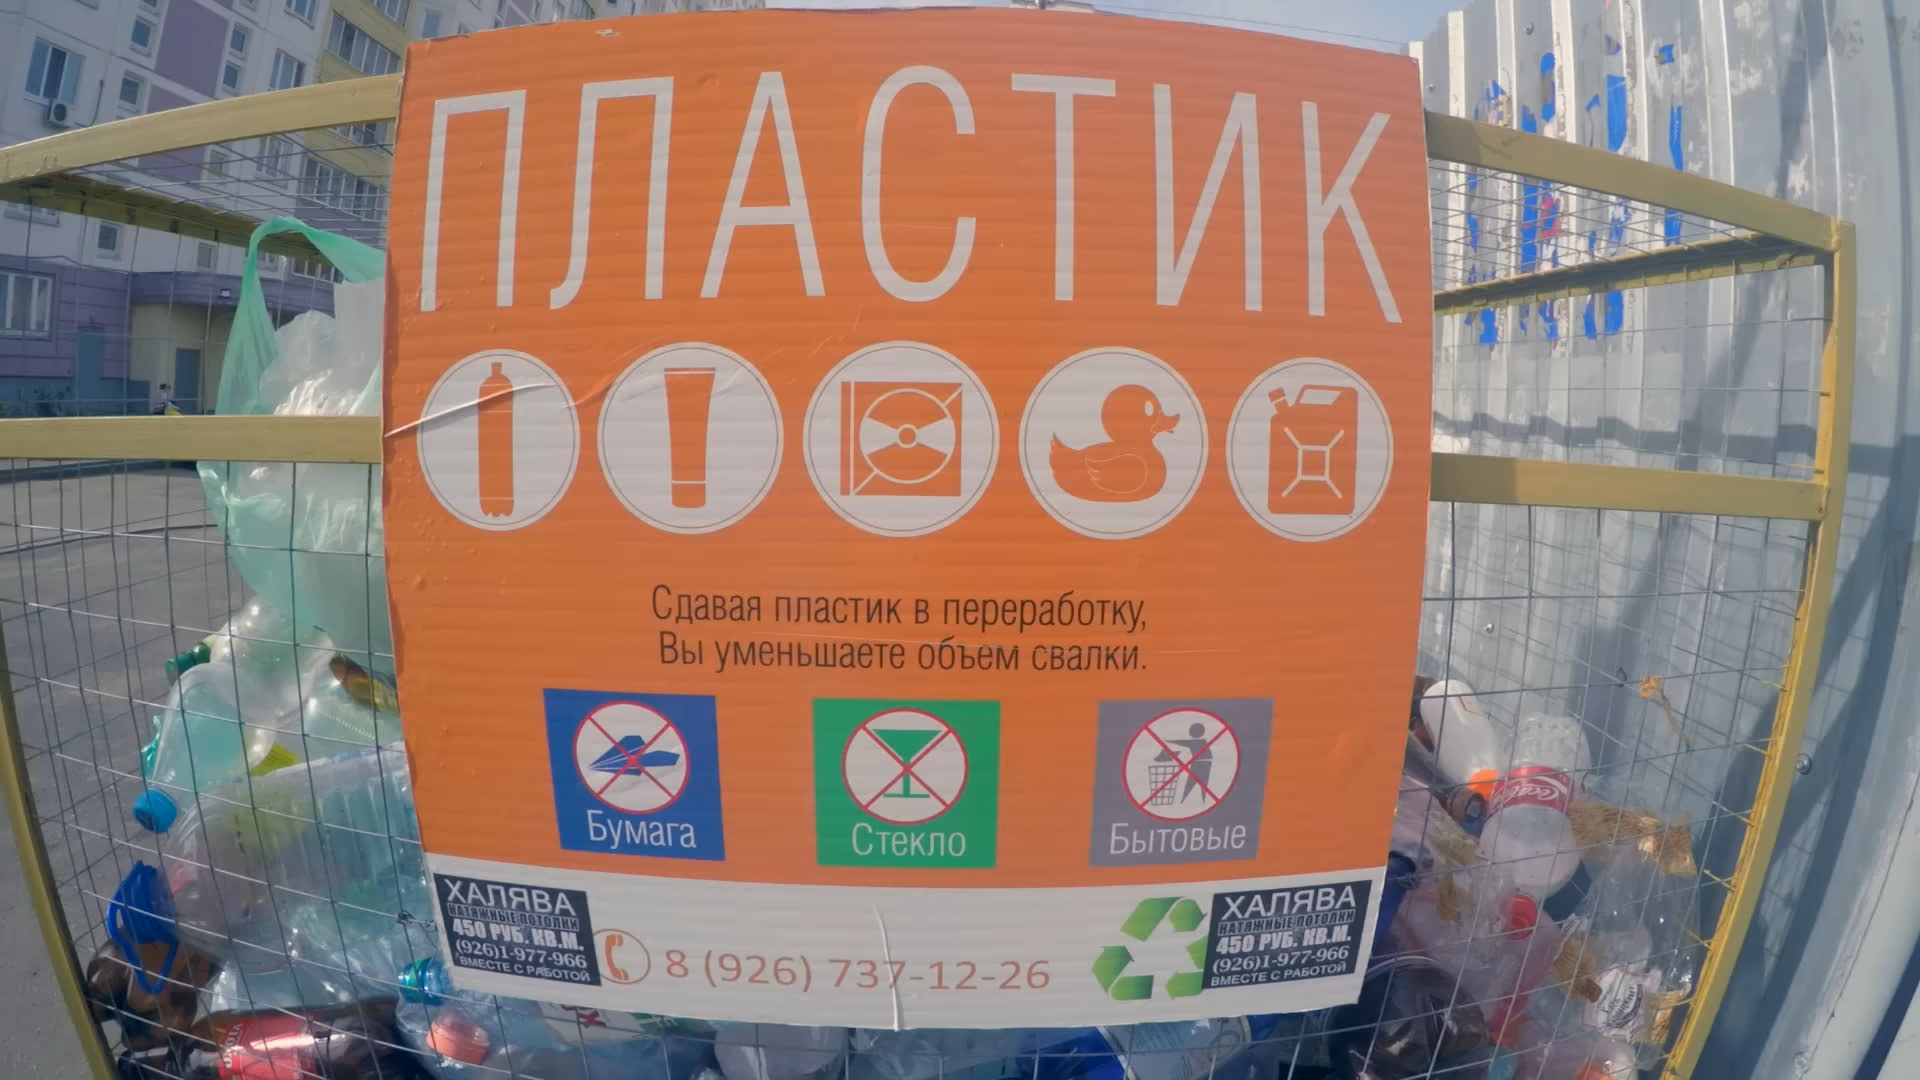 ПЛАСТИК
Сдавая пластик в переработку,
Вы уменьшаете объем свалки.
Бумага
Стекло
Бытовые
ХАЛЯВА
НАТЯЖНЫЕ ПОТОЛКИ
450 РУБ. КВ.М.
(926)1-977-966
ВМЕСТЕ С РАБОТОЙ
8 (926) 737-12-26
ХАЛЯВА
НАТЯЖНЫЕ ПОТОЛКИ
450 РУБ. КВ.М.
(926)1-977-966
ВМЕСТЕ С РАБОТОЙ